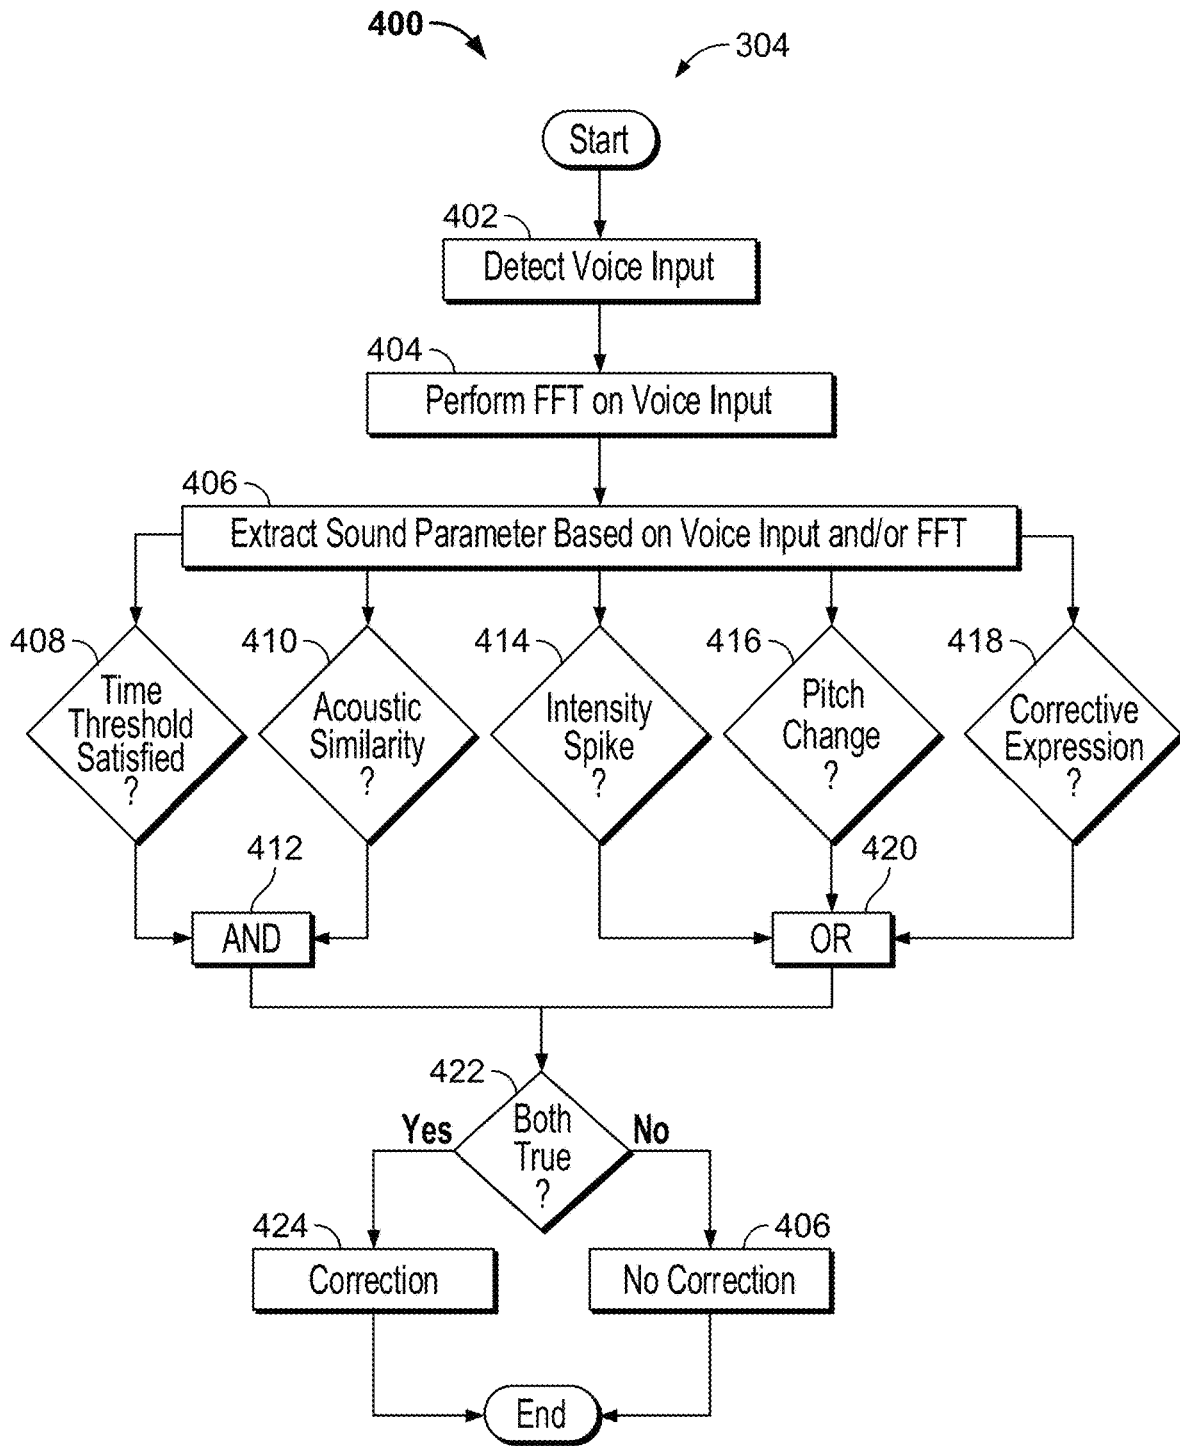 400
304
Start
402
Detect Voice Input
404
Perform FFT on Voice Input
406
Extract Sound Parameter Based on Voice Input and/or FFT
408
Time
Threshold
Satisfied
?
410
Acoustic
Similarity
?
414
Intensity
Spike
?
416
Pitch
Change
?
418
Corrective
Expression
?
412
AND
420
OR
422
Both
True
?
Yes
No
424
Correction
406
No Correction
End